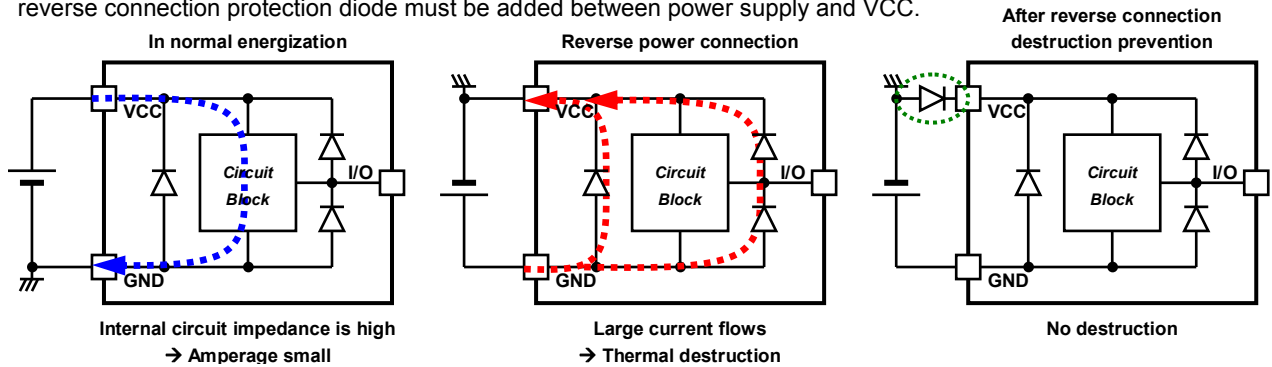 reverse connection protection diode must be added between power supply and VCC.
In normal energization
Reverse power connection
After reverse connection
destruction prevention
VCC
Circuit
Block
I/O
GND
VCC
Circuit
Block
I/O
GND
VCC
Circuit
Block
I/O
GND
Internal circuit impedance is high
→ Amperage small
Large current flows
→ Thermal destruction
No destruction